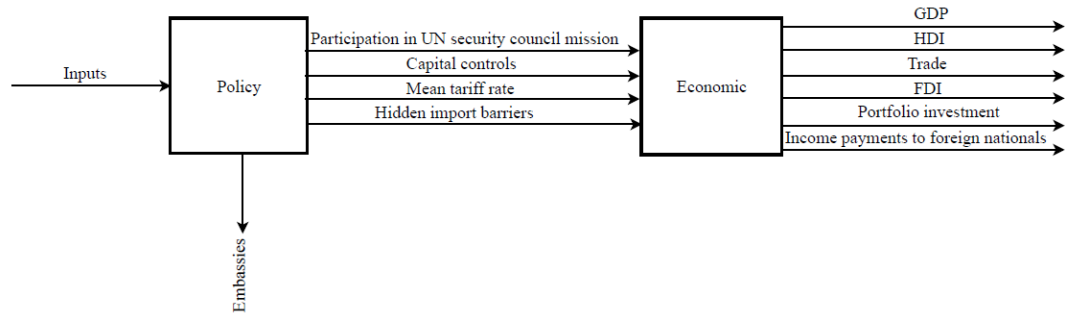 Inputs
Policy
Participation in UN security council mission
Capital controls
Mean tariff rate
Hidden import barriers
Embassies
Economic
GDP
HDI
Trade
FDI
Portfolio investment
Income payments to foreign nationals